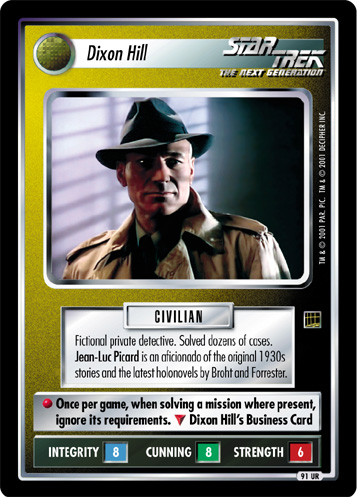 Dixon Hill
STAR TREK
THE NEXT GENERATION
TM & © 2001 PAR. PIC. TM & © 2001 DECIPHER INC.
CIVILIAN
Fictional private detective. Solved dozens of cases.
Jean-Luc Picard is an aficionado of the original 1930s
stories and the latest holonovels by Broht and Forrester.
Once per game, when solving a mission where present,
ignore its requirements. Dixon Hill's Business Card
INTEGRITY 8 CUNNING 8 STRENGTH 6
91 UR